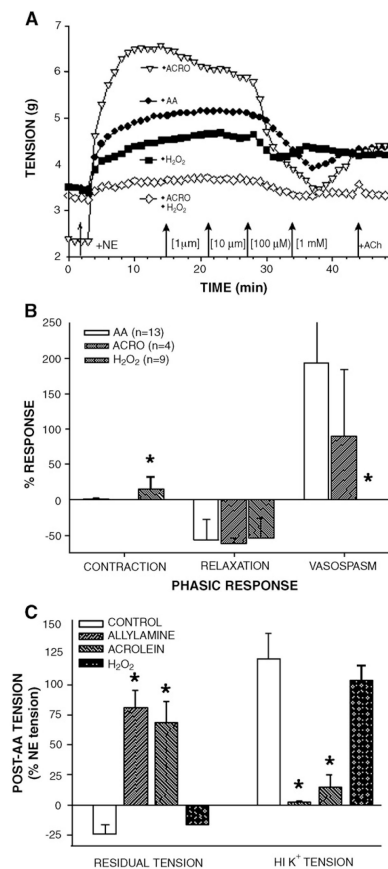 A
TENSION (g)
7
6
5
4
3
2
ACRO
AA
H₂O₂
ACRO
H₂O₂
+NE
[1µm]
[10 µm]
[100 µM]
[1 mM]
+ACh
0 10 20 30 40
TIME (min)
B
AA (n=13)
ACRO (n=4)
H₂O₂ (n=9)
% RESPONSE
250
200
150
100
50
0
-50
*
*
CONTRACTION RELAXATION VASOSPASM
PHASIC RESPONSE
C
CONTROL
ALLYLAMINE
ACROLEIN
H₂O₂
POST-AA TENSION
(% NE tension)
150
125
100
75
50
25
0
-25
* *
* *
RESIDUAL TENSION HI K⁺ TENSION